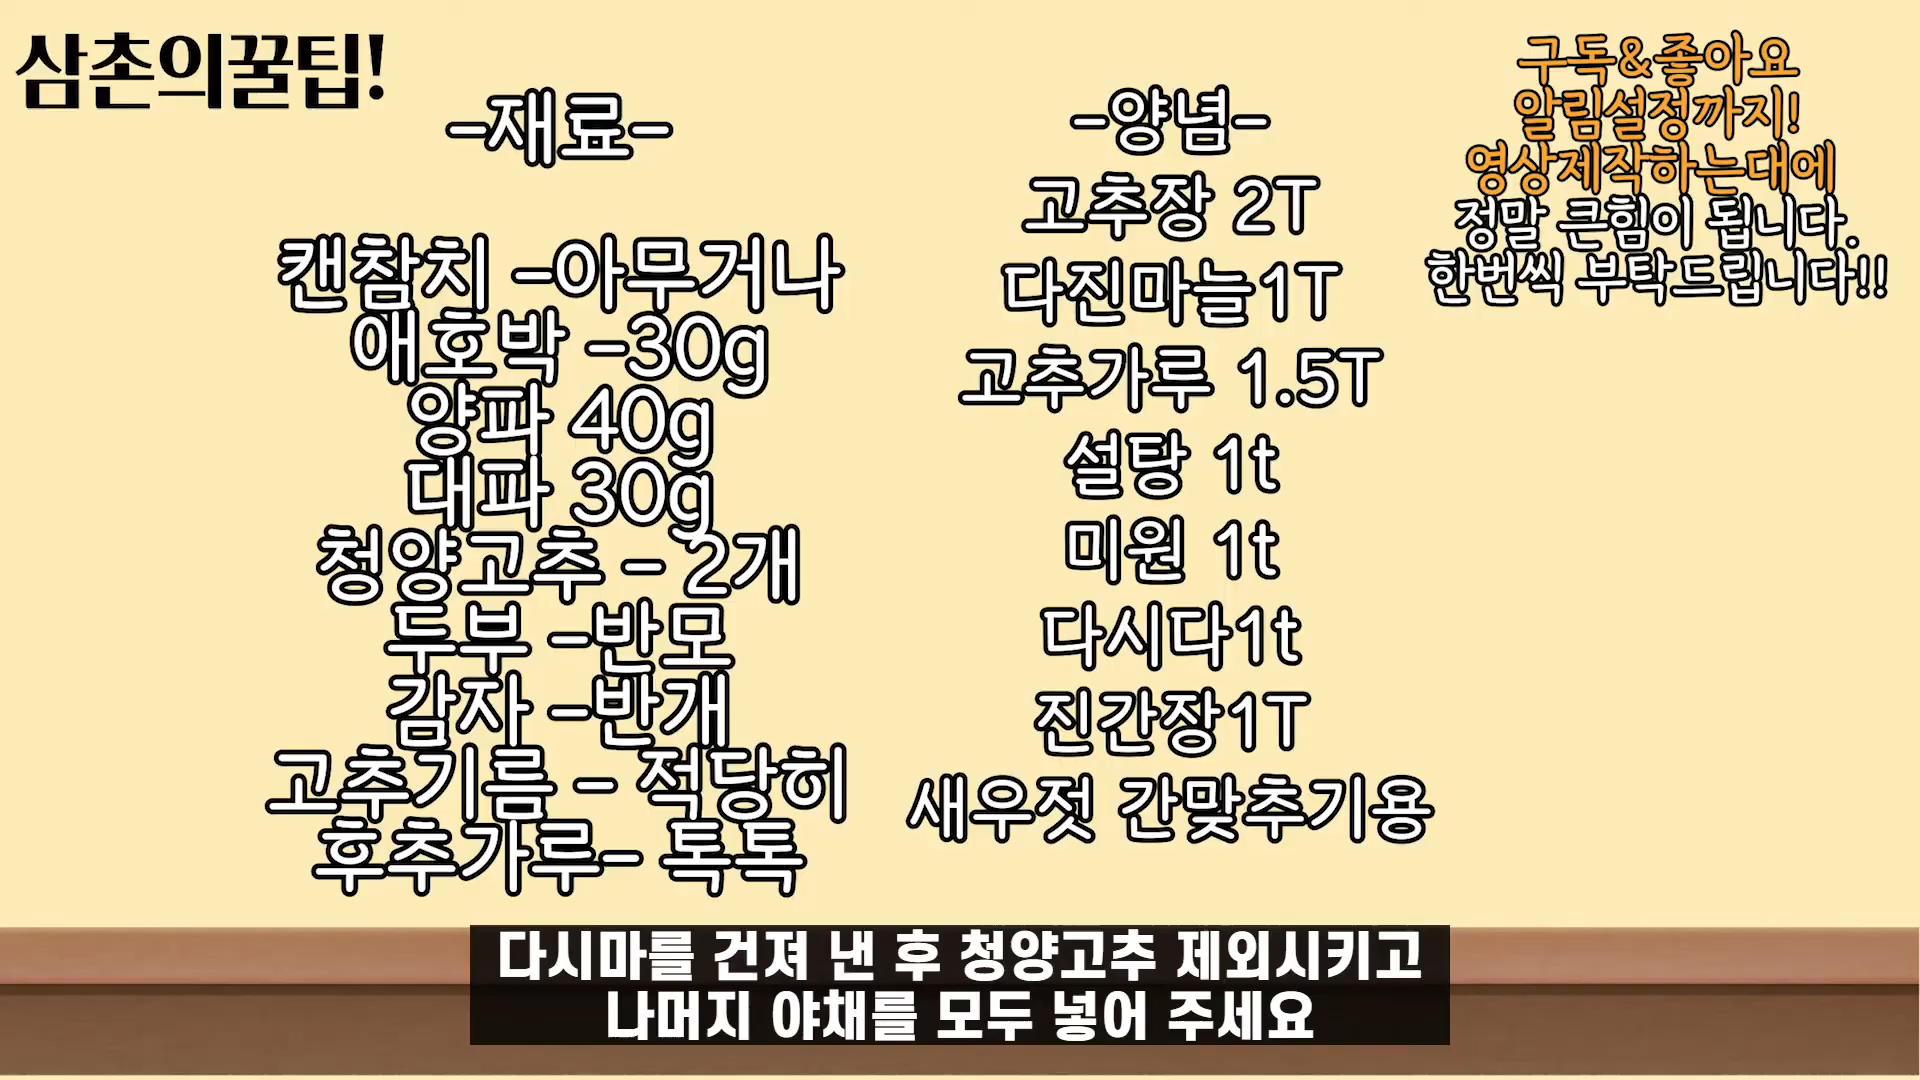 삼촌의꿀팁!
-재료-
캔참치 -아무거나
애호박 -30g
양파 40g
대파 30g
청양고추 - 2개
두부 -반모
감자 -반개
고추기름 - 적당히
후추가루- 톡톡
-양념-
고추장 2T
다진마늘1T
고추가루 1.5T
설탕 1t
미원 1t
다시다1t
진간장1T
새우젓 간맞추기용
구독&좋아요
알림설정까지!
영상제작하는대에
정말 큰힘이 됩니다.
한번씩 부탁드립니다!!
다시마를 건져 낸 후 청양고추 제외시키고
나머지 야채를 모두 넣어 주세요